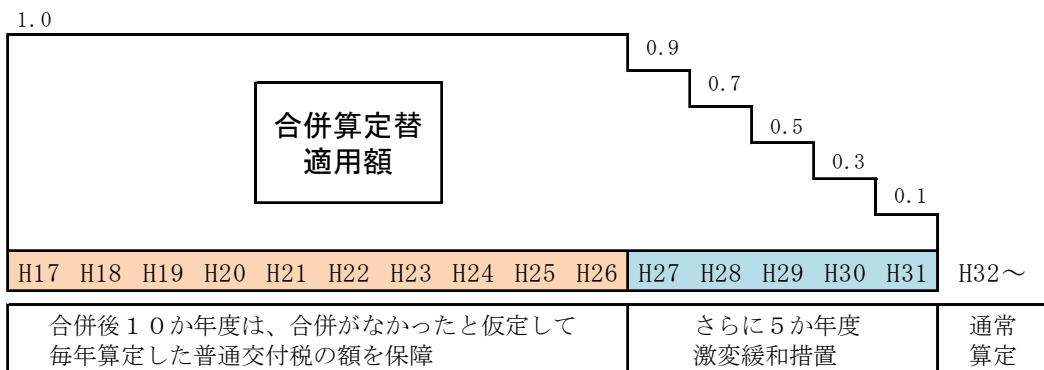 1.0
0.9
0.7
0.5
0.3
0.1
合併算定替
適用額
H17 H18 H19 H20 H21 H22 H23 H24 H25 H26 H27 H28 H29 H30 H31 H32～
合併後１０か年度は、合併がなかったと仮定して
毎年算定した普通交付税の額を保障
さらに５か年度
激変緩和措置
通常
算定